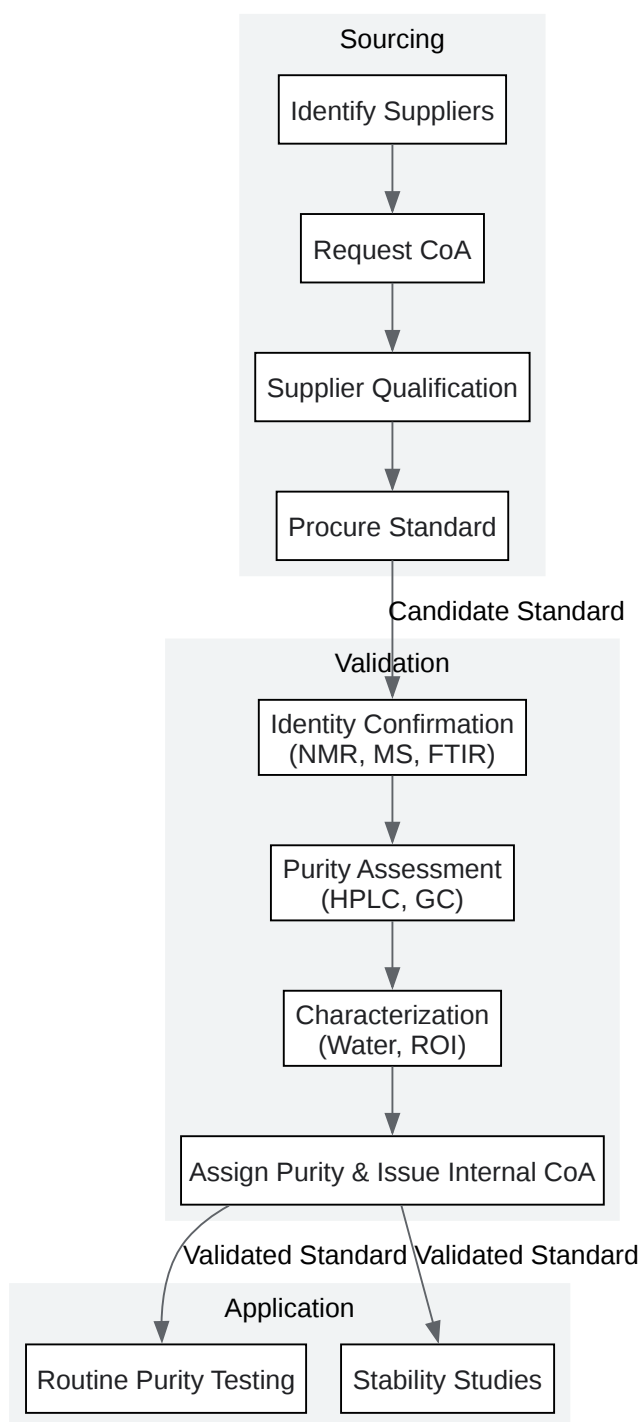 Sourcing
Identify Suppliers
Request CoA
Supplier Qualification
Procure Standard
Candidate Standard
Validation
Identity Confirmation
(NMR, MS, FTIR)
Purity Assessment
(HPLC, GC)
Characterization
(Water, ROI)
Assign Purity & Issue Internal CoA
Validated Standard
Validated Standard
Application
Routine Purity Testing
Stability Studies